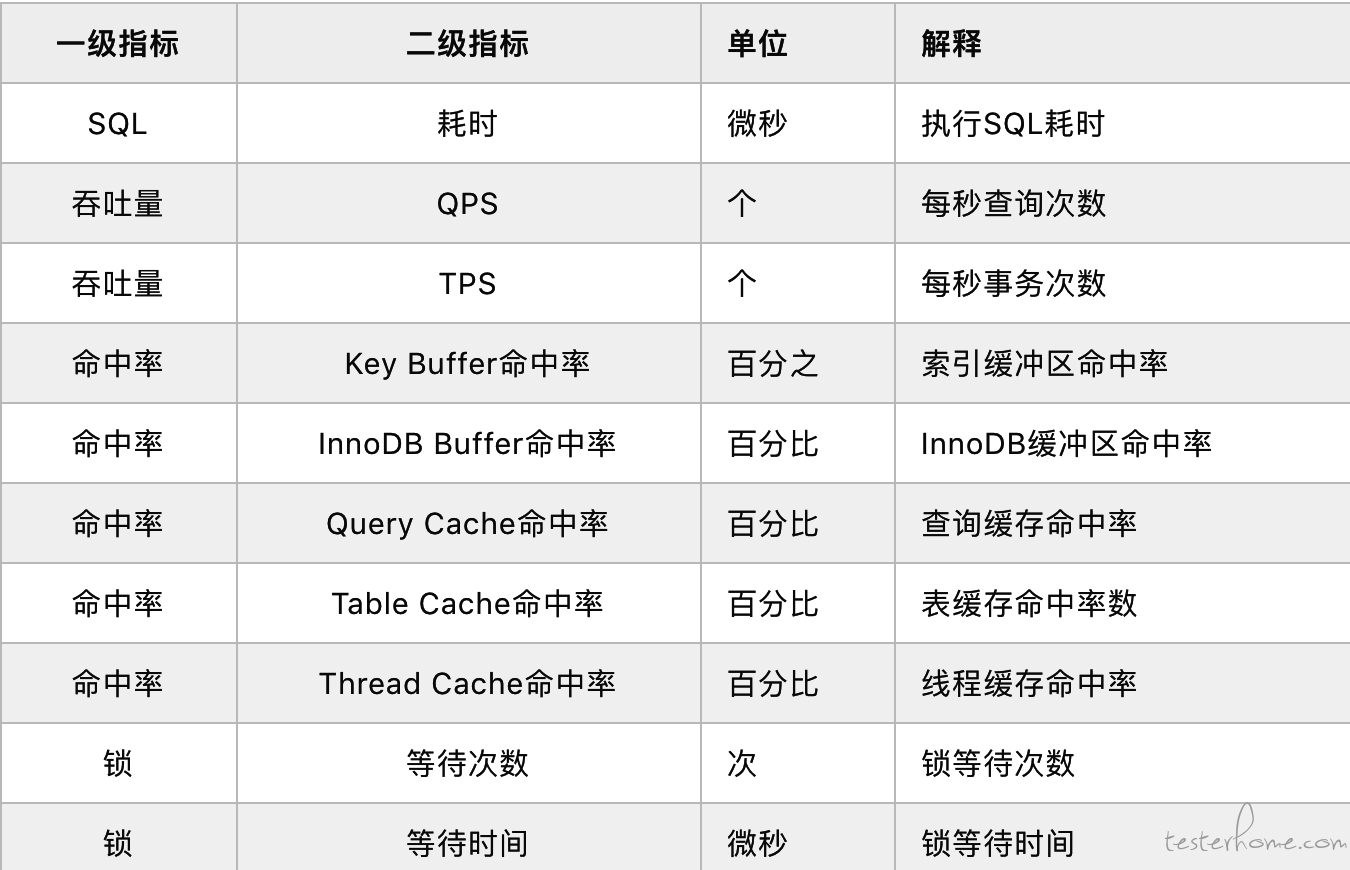 一级指标 二级指标 单位 解释
SQL 耗时 微秒 执行SQL耗时
吞吐量 QPS 个 每秒查询次数
吞吐量 TPS 个 每秒事务次数
命中率 Key Buffer命中率 百分之 索引缓冲区命中率
命中率 InnoDB Buffer命中率 百分比 InnoDB缓冲区命中率
命中率 Query Cache命中率 百分比 查询缓存命中率
命中率 Table Cache命中率 百分比 表缓存命中率数
命中率 Thread Cache命中率 百分比 线程缓存命中率
锁 等待次数 次 锁等待次数
锁 等待时间 微秒 锁等待时间
testerhome.com